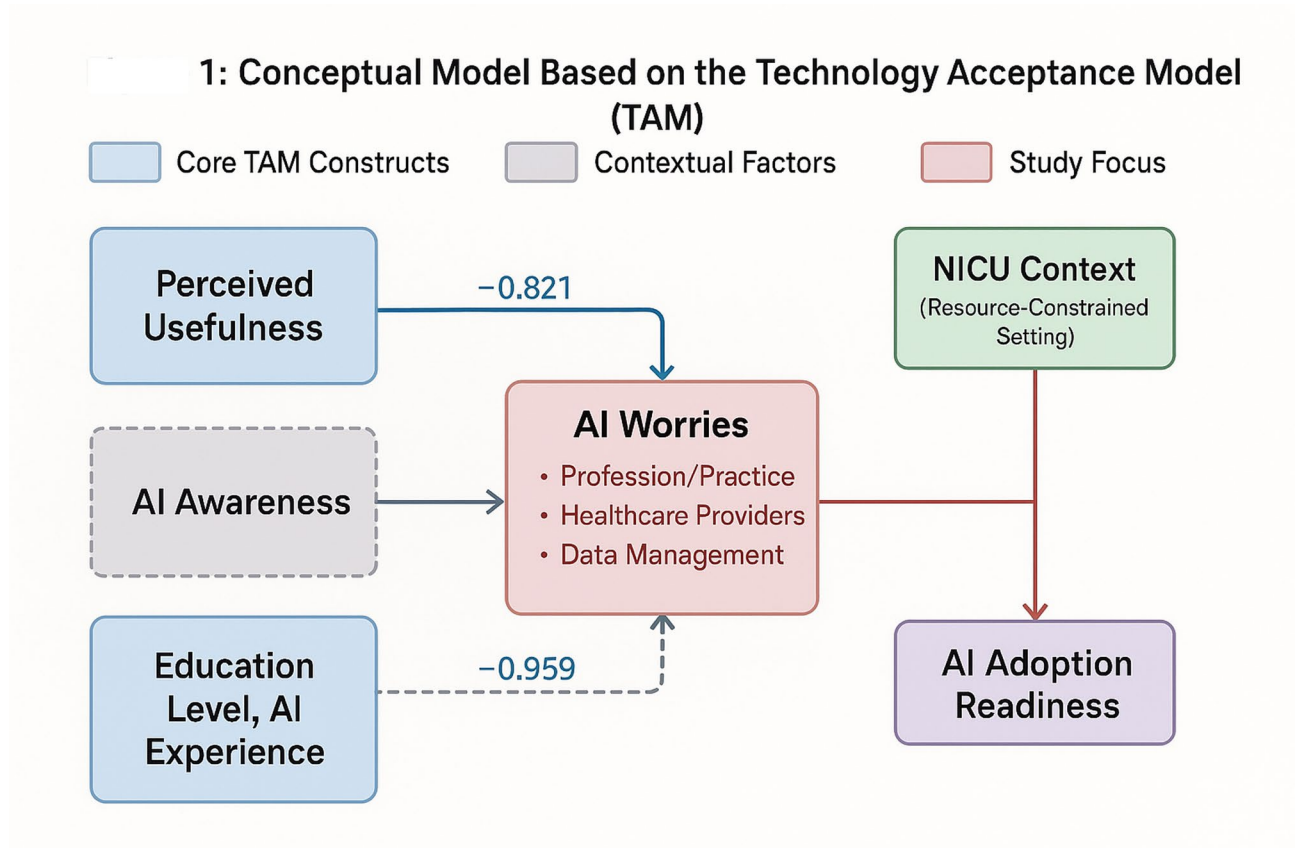 1: Conceptual Model Based on the Technology Acceptance Model
(TAM)
Core TAM Constructs
Contextual Factors
Study Focus
Perceived
Usefulness
−0.821
NICU Context
(Resource-Constrained
Setting)
AI Worries
• Profession/Practice
• Healthcare Providers
• Data Management
AI Awareness
Education
Level, AI
Experience
−0.959
AI Adoption
Readiness